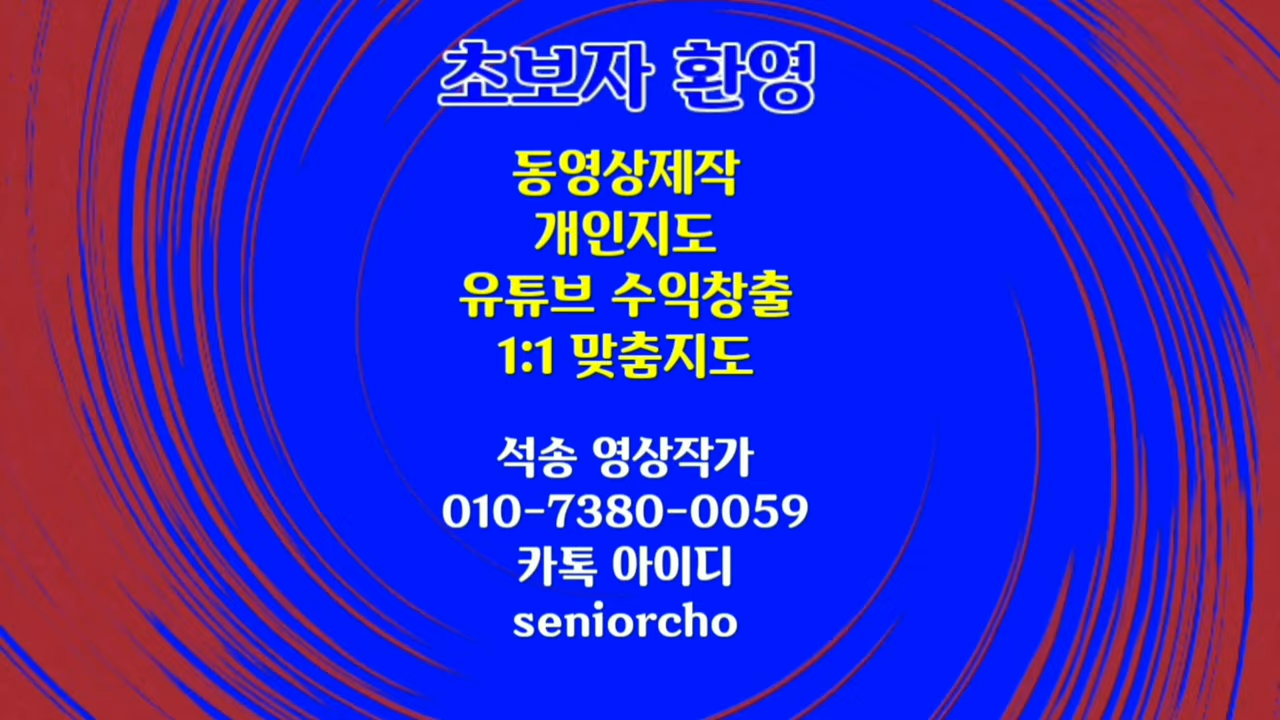 초보자 환영
동영상제작
개인지도
유튜브 수익창출
1:1 맞춤지도
석송 영상작가
010-7380-0059
카톡 아이디
seniorcho